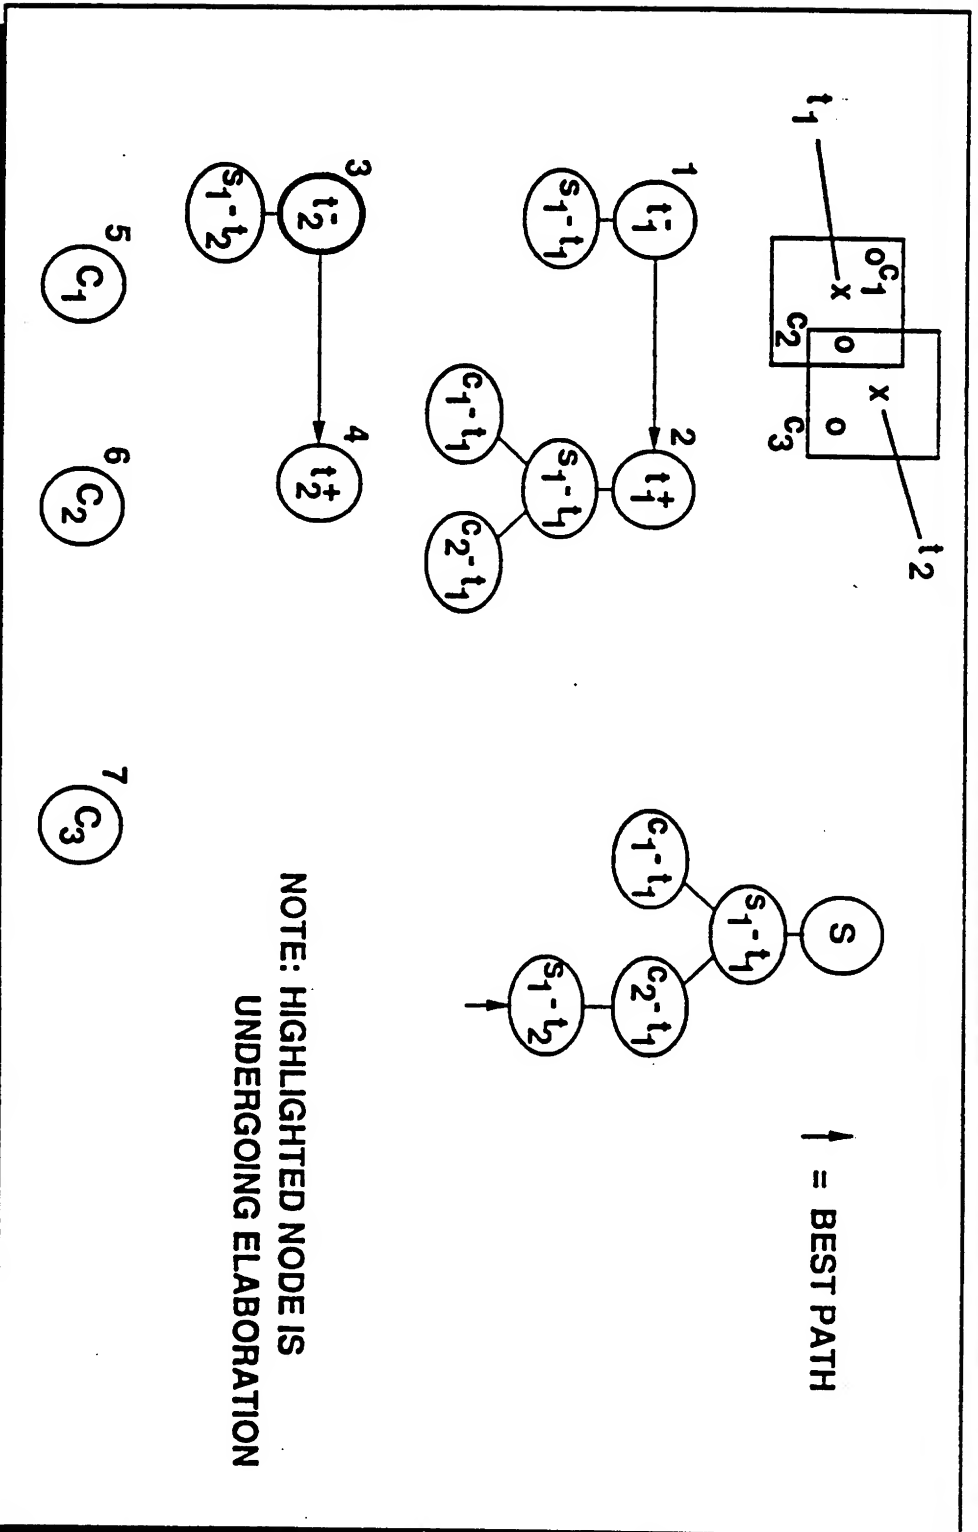 t1
t2
c1
o
x
c2
o
x
o
c3
↑ = BEST PATH
1
t1-
s1-t1
2
t1+
s1-t1
c1-t1
c2-t1
S
s1-t1
c1-t1
c2-t1
s1-t2
3
t2-
s1-t2
4
t2+
NOTE: HIGHLIGHTED NODE IS
UNDERGOING ELABORATION
5
C1
6
C2
7
C3